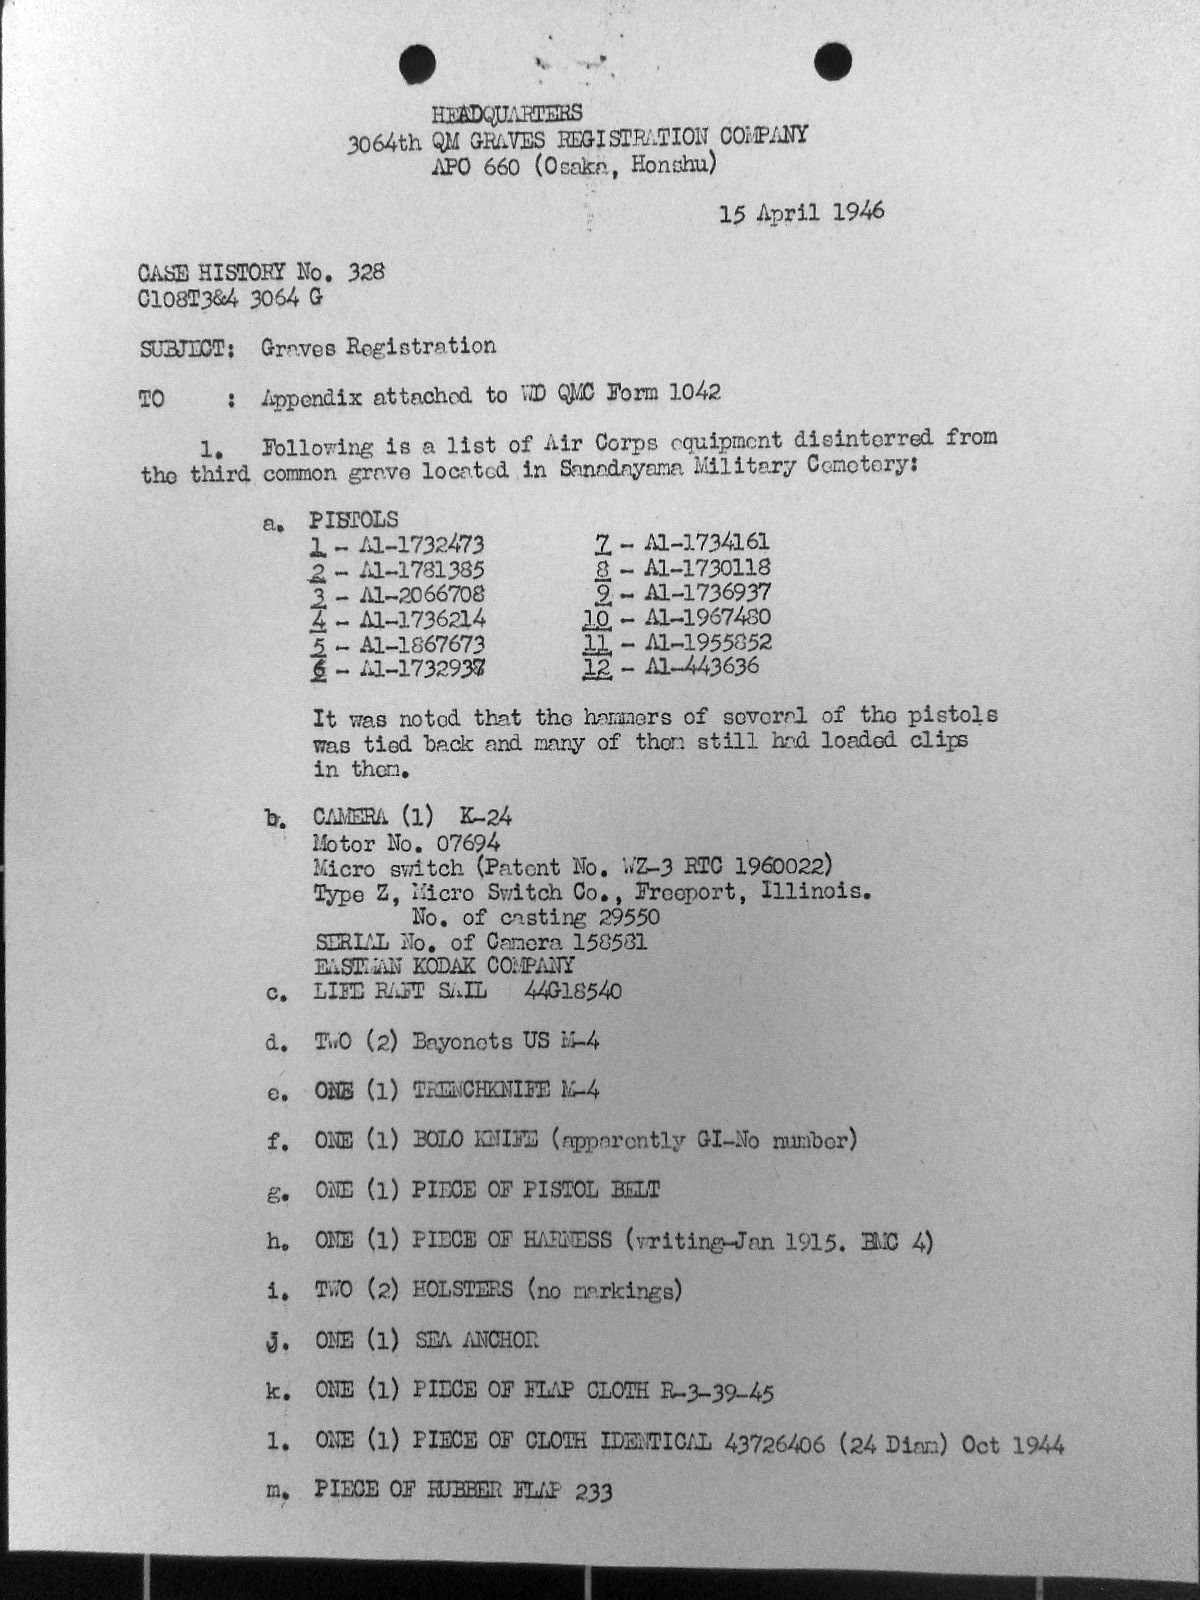 HEADQUARTERS
3064th QM GRAVES REGISTRATION COMPANY
APO 660 (Osaka, Honshu)
15 April 1946
CASE HISTORY No. 328
C108T3&4 3064 G
SUBJECT: Graves Registration
TO : Appendix attached to WD QMC Form 1042
1. Following is a list of Air Corps equipment disinterred from
the third common grave located in Sanadayama Military Cemetery:
a. PISTOLS
1 - A1-1732473 7 - A1-1734161
2 - A1-1781385 8 - A1-1730118
3 - A1-2066708 9 - A1-1736937
4 - A1-1736214 10 - A1-1967480
5 - A1-1867673 11 - A1-1955852
6 - A1-1732937 12 - A1-443636
It was noted that the hammers of several of the pistols
was tied back and many of them still had loaded clips
in them.
b. CAMERA (1) K-24
Motor No. 07694
Micro switch (Patent No. WZ-3 RTC 1960022)
Type Z, Micro Switch Co., Freeport, Illinois.
No. of casting 29550
SERIAL No. of Camera 158581
EASTMAN KODAK COMPANY
c. LIFE RAFT SAIL 44G18540
d. TWO (2) Bayonets US M-4
e. ONE (1) TRENCHKNIFE M-4
f. ONE (1) BOLO KNIFE (apparently GI-No number)
g. ONE (1) PIECE OF PISTOL BELT
h. ONE (1) PIECE OF HARNESS (writing-Jan 1915. BMC 4)
i. TWO (2) HOLSTERS (no markings)
j. ONE (1) SEA ANCHOR
k. ONE (1) PIECE OF FLAP CLOTH R-3-39-45
l. ONE (1) PIECE OF CLOTH IDENTICAL 43726406 (24 Diam) Oct 1944
m. PIECE OF RUBBER FLAP 233